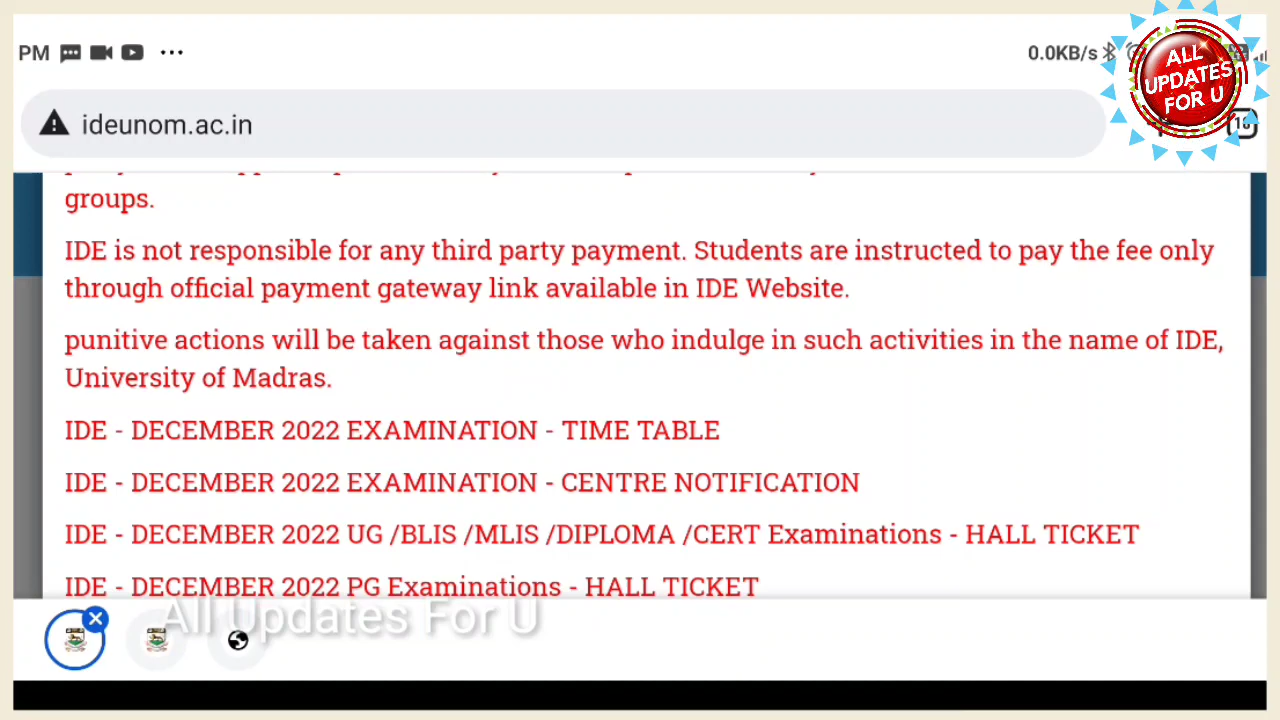 PM
0.0KB/s
ALL
UPDATES
FOR U
ideunom.ac.in
groups.
IDE is not responsible for any third party payment. Students are instructed to pay the fee only
through official payment gateway link available in IDE Website.
punitive actions will be taken against those who indulge in such activities in the name of IDE,
University of Madras.
IDE - DECEMBER 2022 EXAMINATION - TIME TABLE
IDE - DECEMBER 2022 EXAMINATION - CENTRE NOTIFICATION
IDE - DECEMBER 2022 UG /BLIS /MLIS /DIPLOMA /CERT Examinations - HALL TICKET
IDE - DECEMBER 2022 PG Examinations - HALL TICKET
All Updates For U